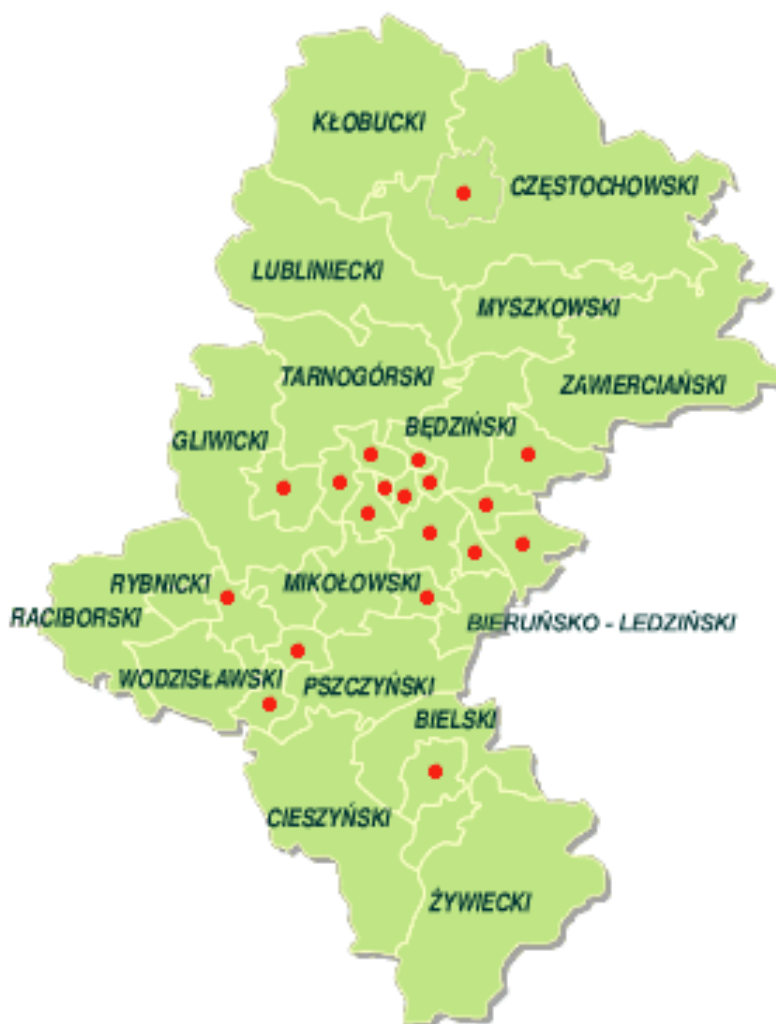 KŁOBUCKI
CZĘSTOCHOWSKI
LUBLINIECKI
MYSZKOWSKI
TARNOGÓRSKI
ZAWIERCIAŃSKI
BĘDZIŃSKI
GLIWICKI
RYBNICKI
MIKOŁOWSKI
RACIBORSKI
BIERUŃSKO - LEDZIŃSKI
WODZISŁAWSKI
PSZCZYŃSKI
BIELSKI
CIESZYŃSKI
ŻYWIECKI